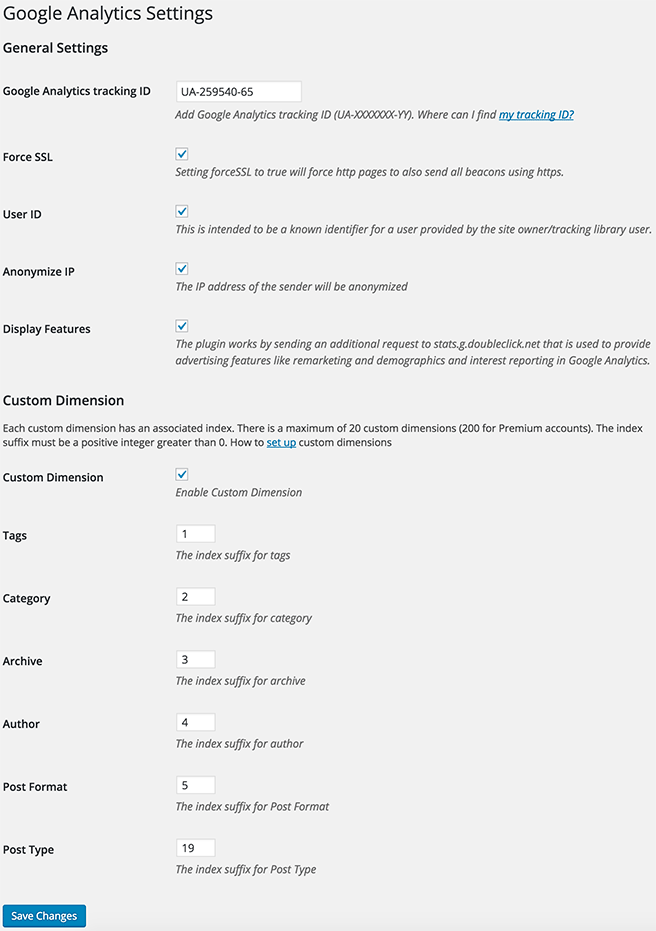 Google Analytics Settings
General Settings
Google Analytics tracking ID
UA-259540-65
Add Google Analytics tracking ID (UA-XXXXXXX-YY). Where can I find my tracking ID?
Force SSL
Setting forceSSL to true will force http pages to also send all beacons using https.
User ID
This is intended to be a known identifier for a user provided by the site owner/tracking library user.
Anonymize IP
The IP address of the sender will be anonymized
Display Features
The plugin works by sending an additional request to stats.g.doubleclick.net that is used to provide
advertising features like remarketing and demographics and interest reporting in Google Analytics.
Custom Dimension
Each custom dimension has an associated index. There is a maximum of 20 custom dimensions (200 for Premium accounts). The index
suffix must be a positive integer greater than 0. How to set up custom dimensions
Custom Dimension
Enable Custom Dimension
Tags
1
The index suffix for tags
Category
2
The index suffix for category
Archive
3
The index suffix for archive
Author
4
The index suffix for author
Post Format
5
The index suffix for Post Format
Post Type
19
The index suffix for Post Type
Save Changes